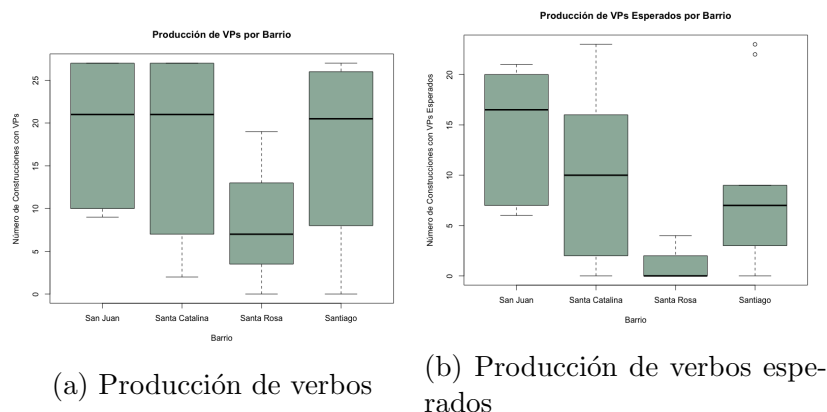 Producción de VPs por Barrio
Número de Construcciones con VPs
25
20
15
10
5
0
San Juan Santa Catalina Santa Rosa Santiago
Barrio
(a) Producción de verbos
Producción de VPs Esperados por Barrio
Número de Construcciones con VPs Esperados
20
15
10
5
0
San Juan Santa Catalina Santa Rosa Santiago
Barrio
(b) Producción de verbos espe-
rados